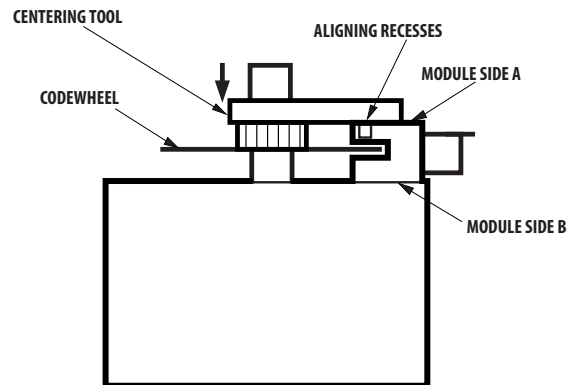 CENTERING TOOL
ALIGNING RECESSES
MODULE SIDE A
CODEWHEEL
MODULE SIDE B